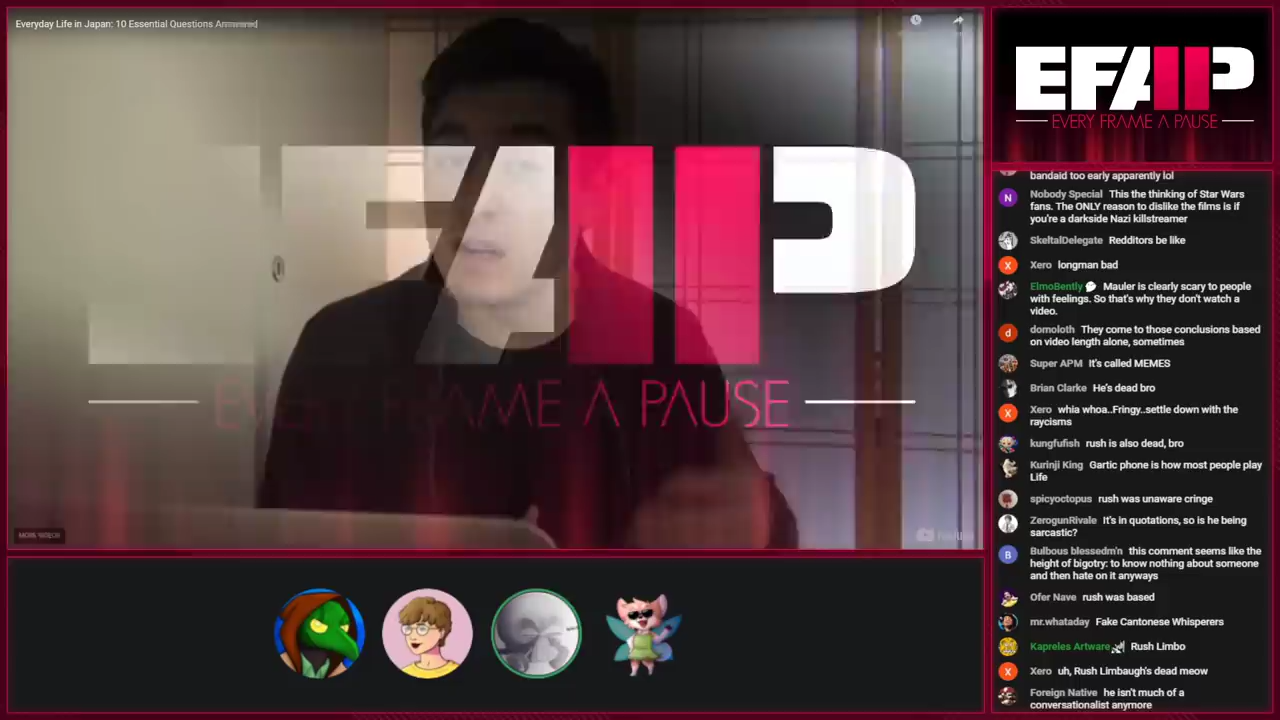 Everyday Life in Japan: 10 Essential Questions Answered
EFAP
EVERY FRAME A PAUSE
MORE VIDEOS
YouTube
EFAP
EVERY FRAME A PAUSE
bandaid too early apparently lol
Nobody Special This the thinking of Star Wars
fans. The ONLY reason to dislike the films is if
you're a darkside Nazi killstreamer
SkeltalDelegate Redditors be like
Xero longman bad
ElmoBently Mauler is clearly scary to people
with feelings. So that's why they don't watch a
video.
domoloth They come to those conclusions based
on video length alone, sometimes
Super APM It's called MEMES
Brian Clarke He's dead bro
Xero whia whoa..Fringy..settle down with the
raycisms
kungfufish rush is also dead, bro
Kurinji King Gartic phone is how most people play
Life
spicyoctopus rush was unaware cringe
ZerogunRivale It's in quotations, so is he being
sarcastic?
Bulbous blessedm'n this comment seems like the
height of bigotry: to know nothing about someone
and then hate on it anyways
Ofer Nave rush was based
mr.whataday Fake Cantonese Whisperers
Kapreles Artware Rush Limbo
Xero uh, Rush Limbaugh's dead meow
Foreign Native he isn't much of a
conversationalist anymore